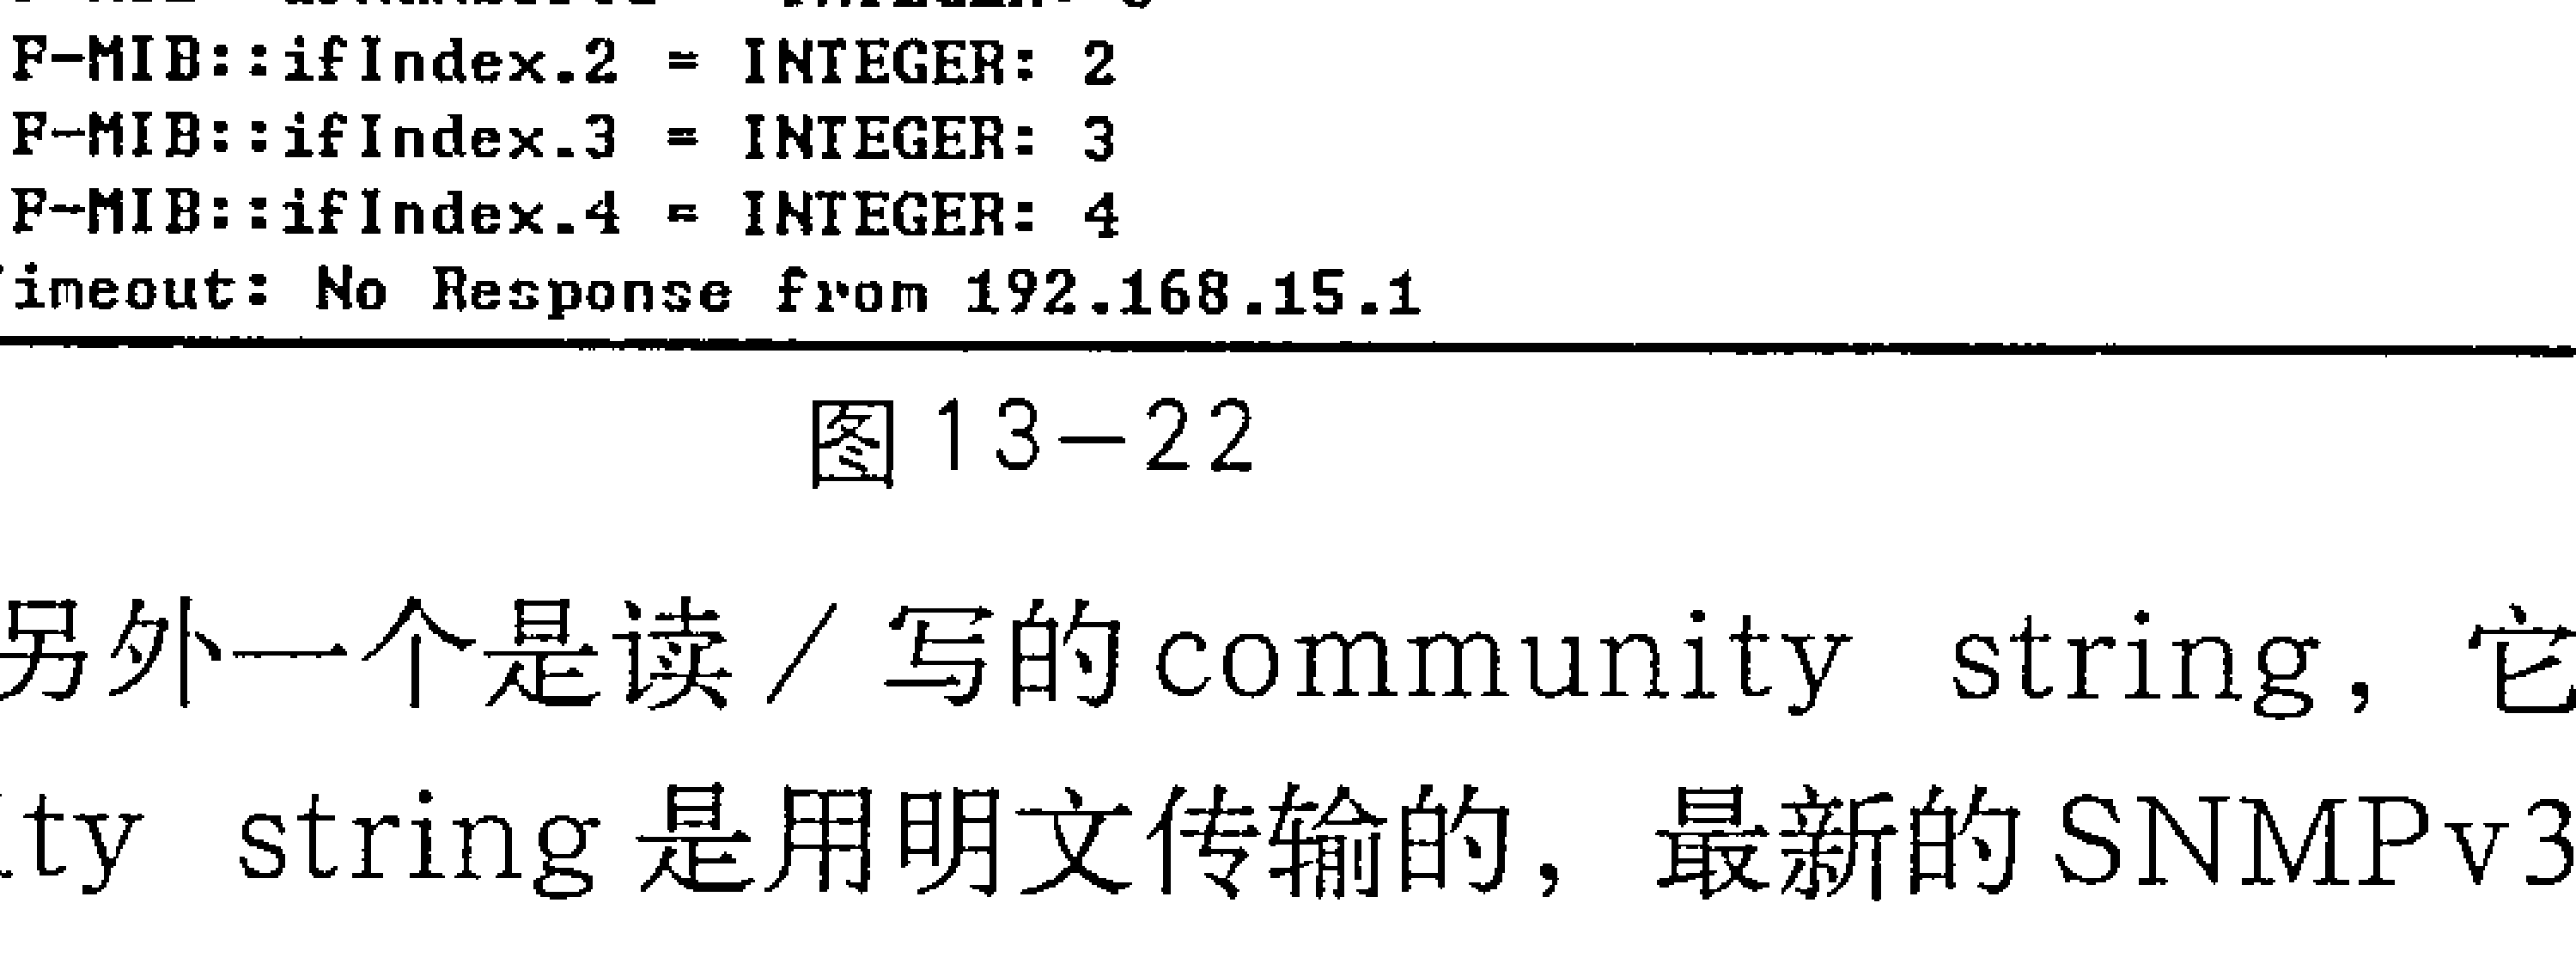 F-MIB::ifIndex.2 = INTEGER: 2
F-MIB::ifIndex.3 = INTEGER: 3
F-MIB::ifIndex.4 = INTEGER: 4
imeout: No Response from 192.168.15.1
图13-22
另外一个是读/写的community string，它
ity string是用明文传输的，最新的SNMPv3